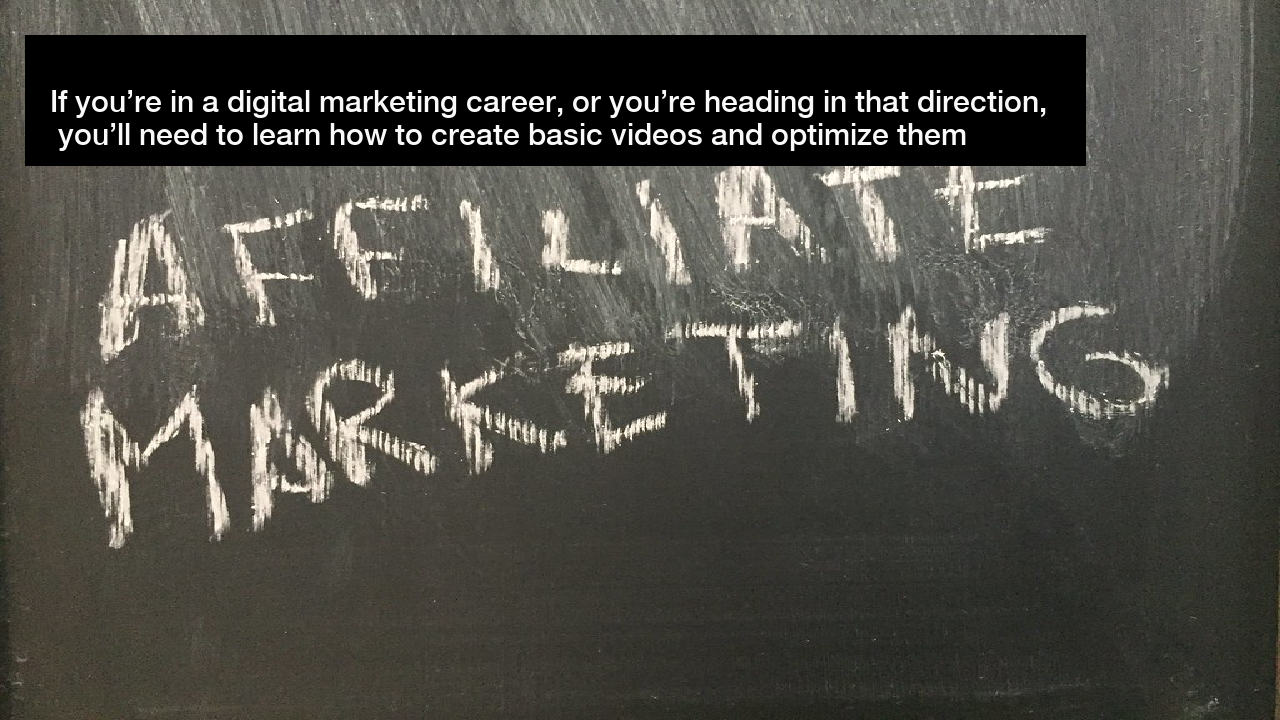 If you’re in a digital marketing career, or you’re heading in that direction,
you’ll need to learn how to create basic videos and optimize them
AFFILIATE
MARKETING